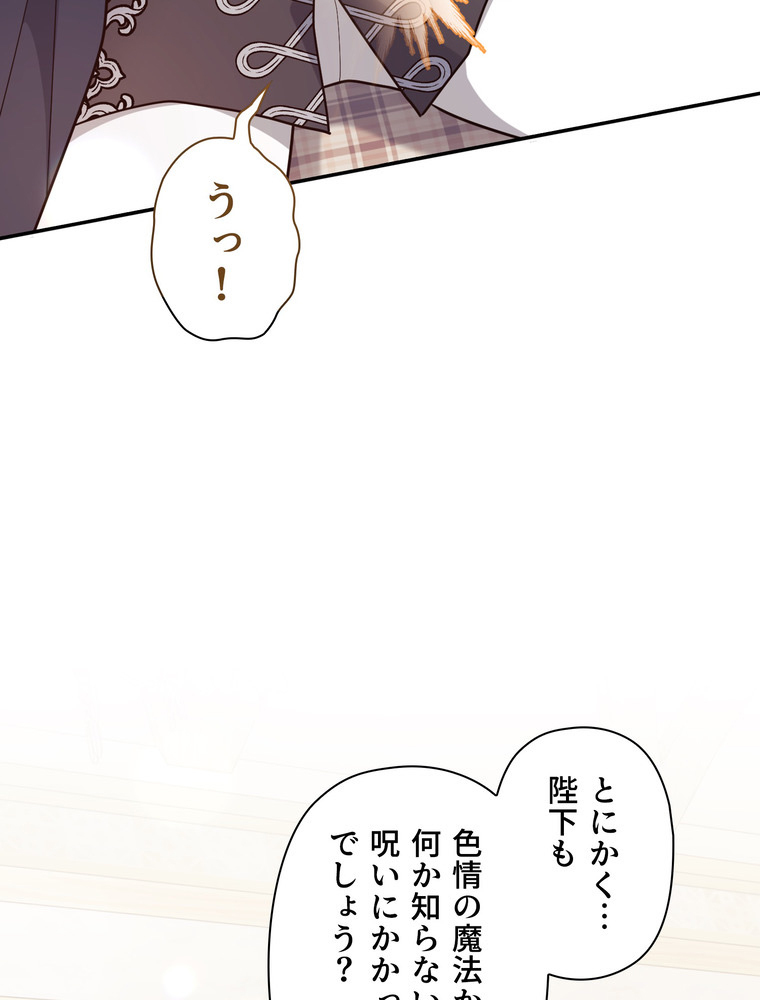 うっ！
とにかく…
陛下も
色情の魔法か
何か知らない
呪いにかかっ
でしょう？